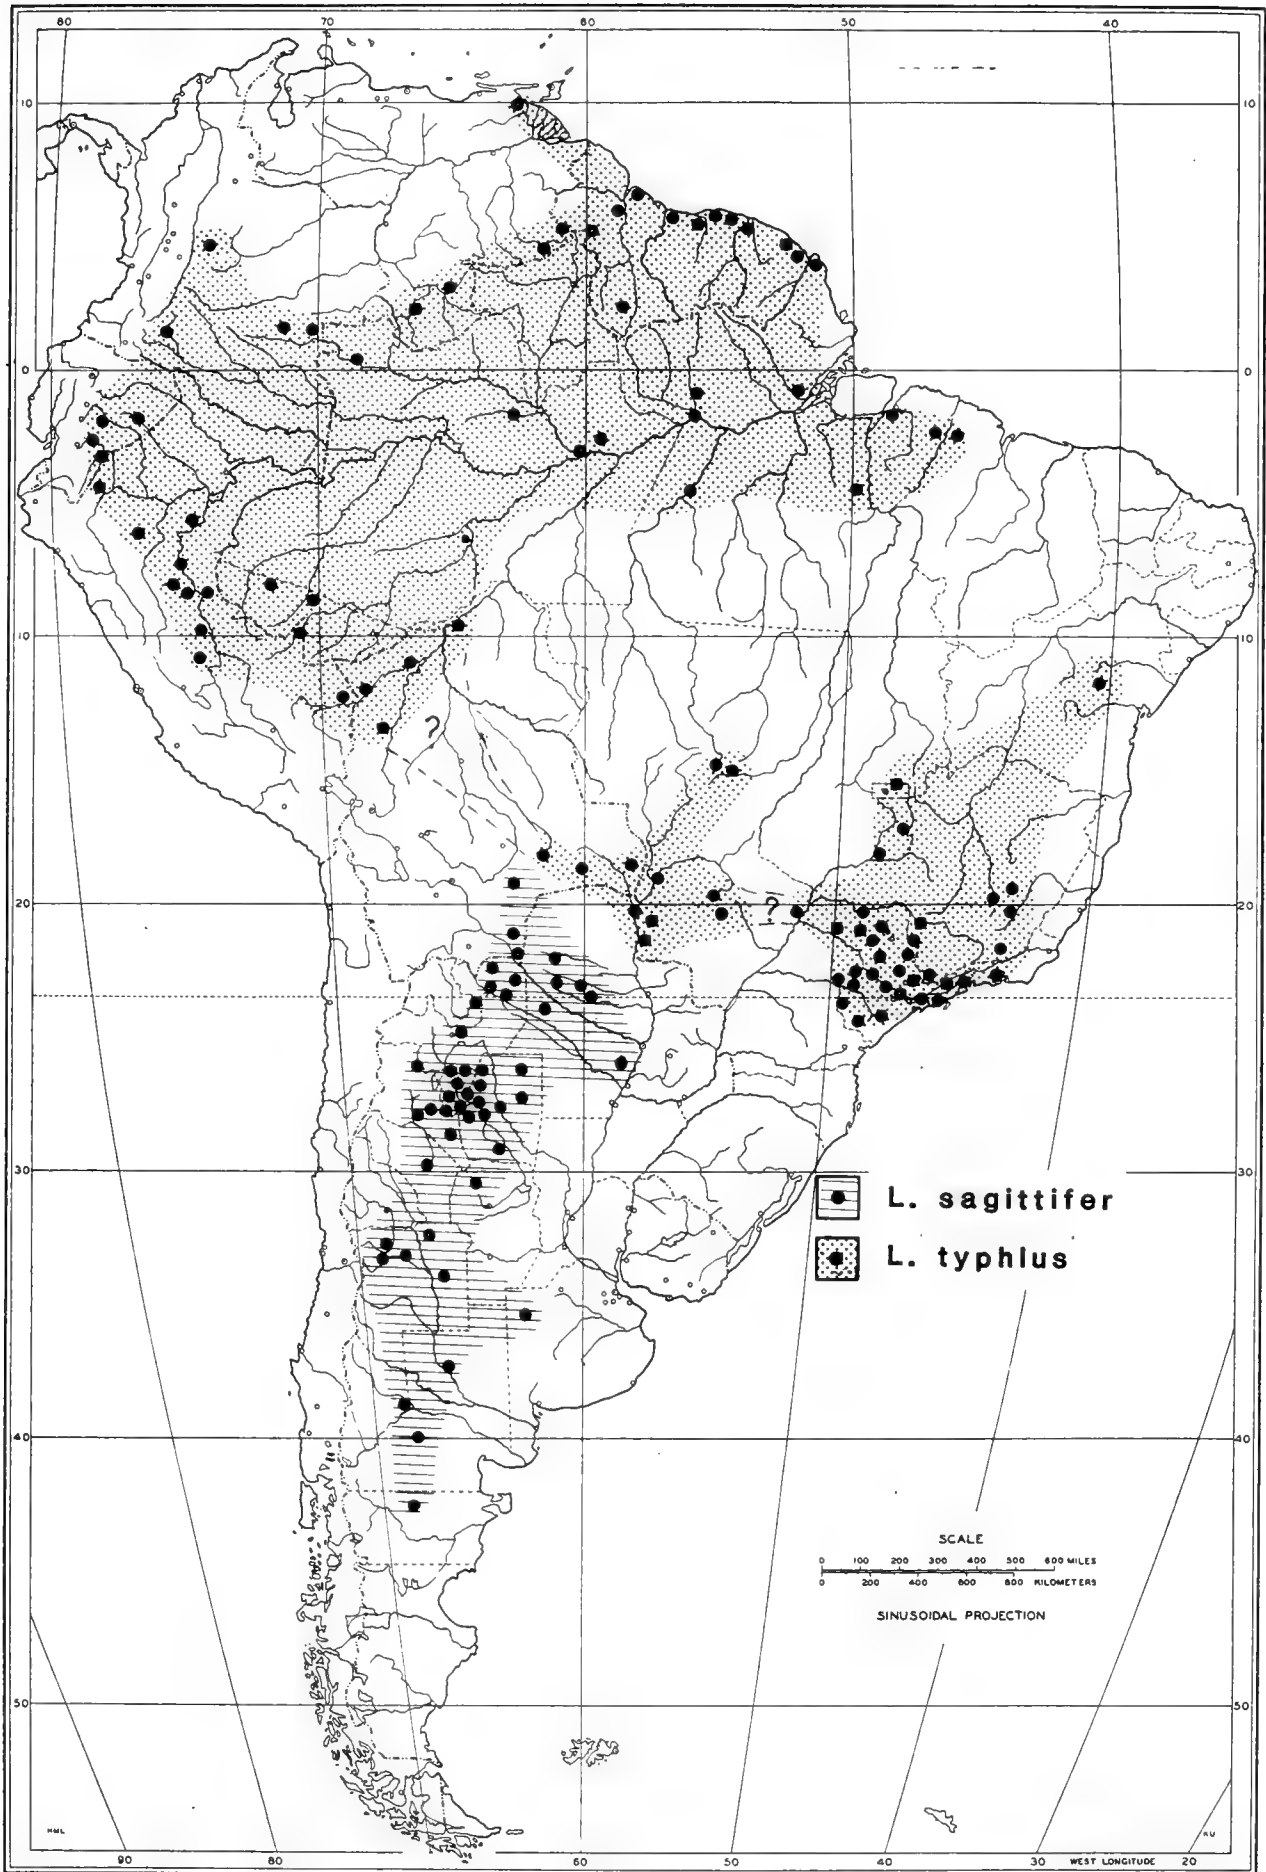 80 70 60 50 40
10 10
0 0
10 10
?
20 ? 20
30 30
L. sagittifer
L. typhlus
40 40
SCALE
0 100 200 300 400 500 600 MILES
0 200 400 600 800 KILOMETERS
SINUSOIDAL PROJECTION
50 50
HML KU
90 80 60 50 40 30 WEST LONGITUDE 20